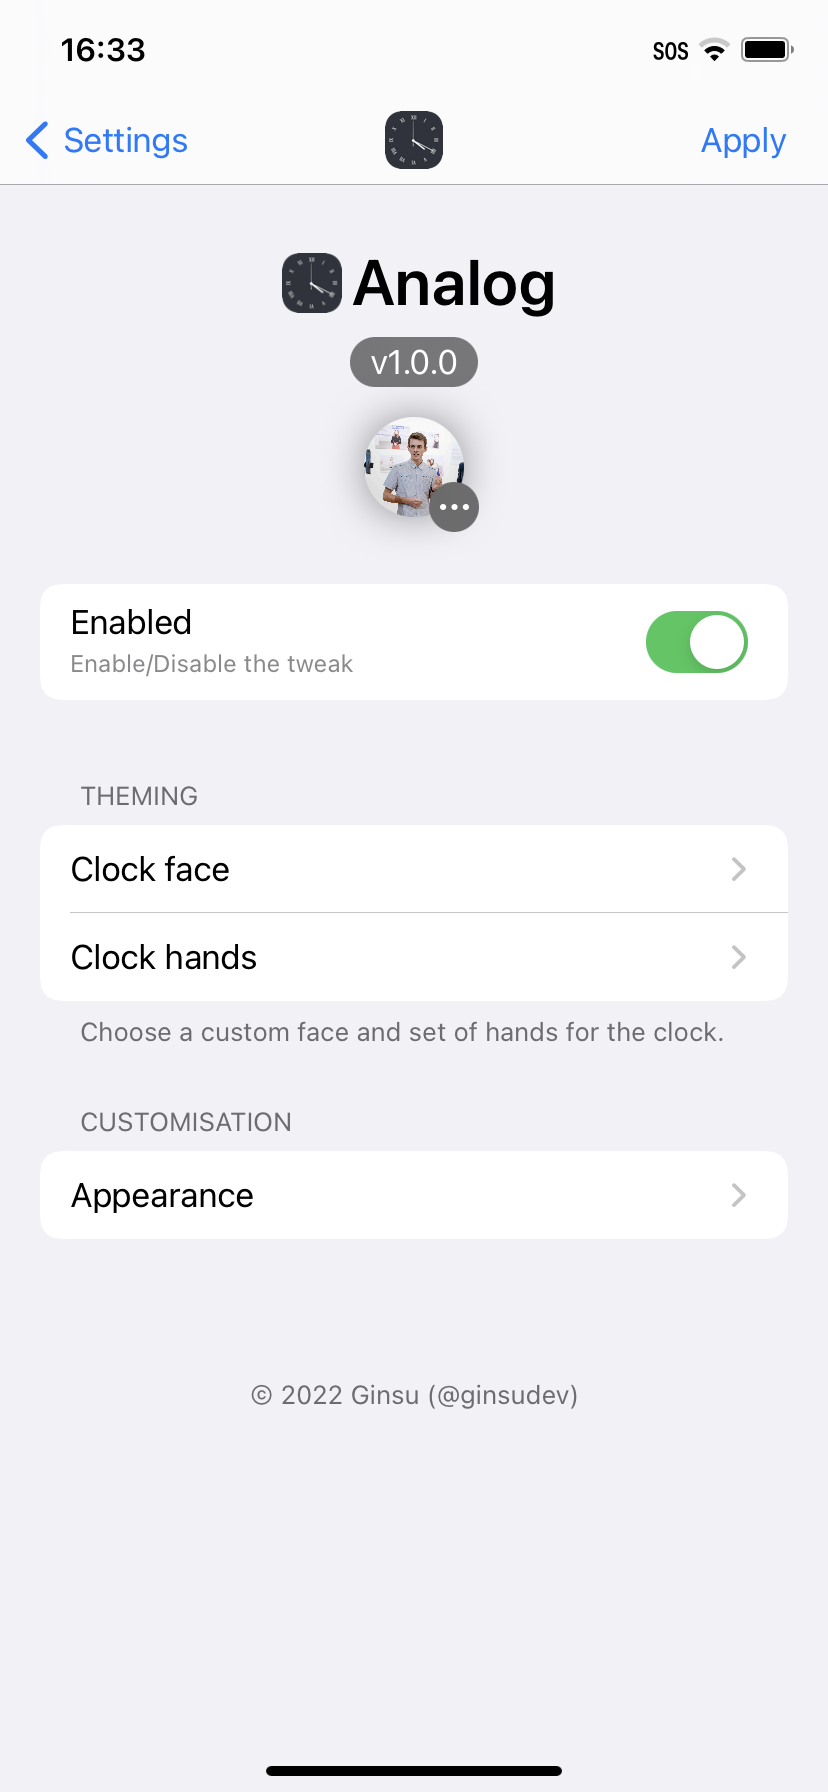 16:33 SOS
Settings Apply
Analog
v1.0.0
Enabled
Enable/Disable the tweak
THEMING
Clock face
Clock hands
Choose a custom face and set of hands for the clock.
CUSTOMISATION
Appearance
© 2022 Ginsu (@ginsudev)